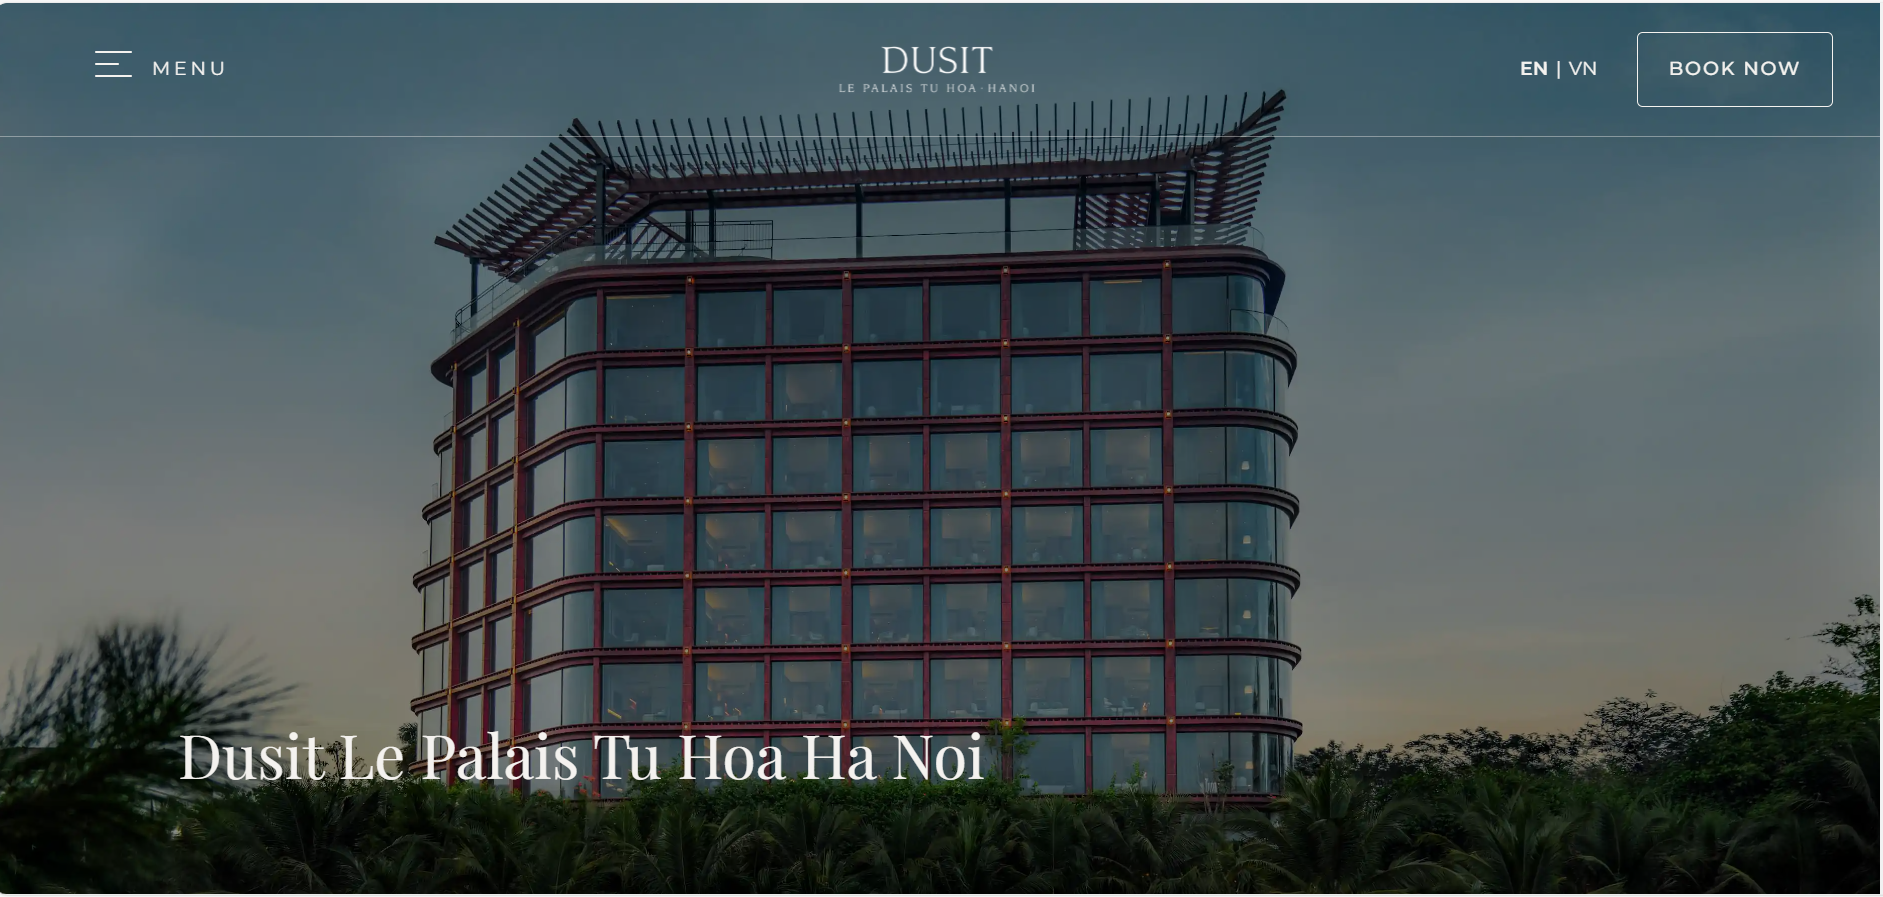 MENU
DUSIT
LE PALAIS TU HOA · HANOI
EN | VN
BOOK NOW
Dusit Le Palais Tu Hoa Ha Noi